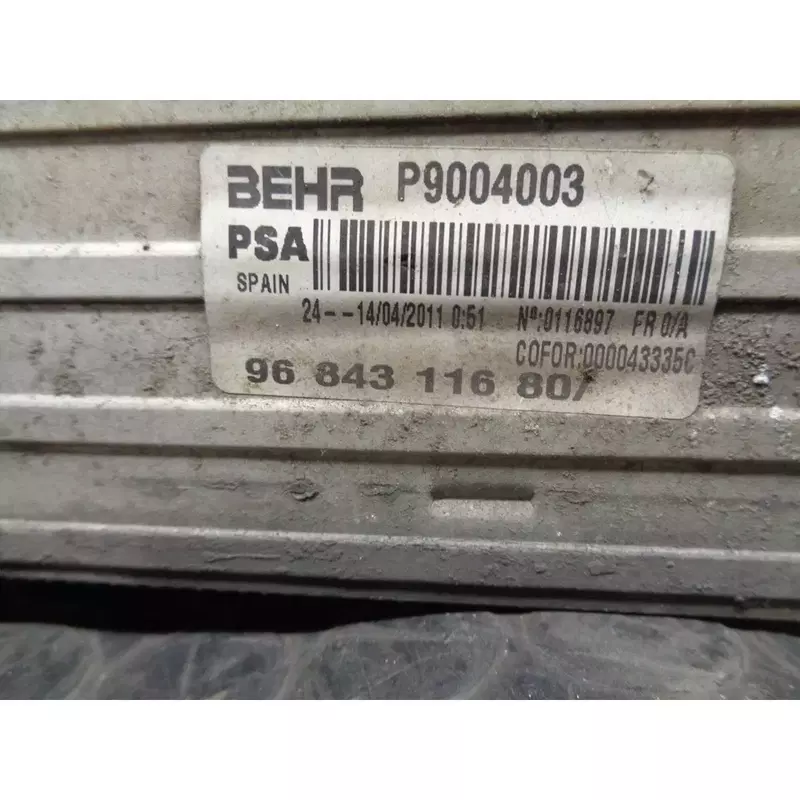 BEHR P9004003
PSA
SPAIN
24-- -14/04/2011 0:51 Nº:0116897 FR 0/A
COFOR:000043335C
96 843 116 80/